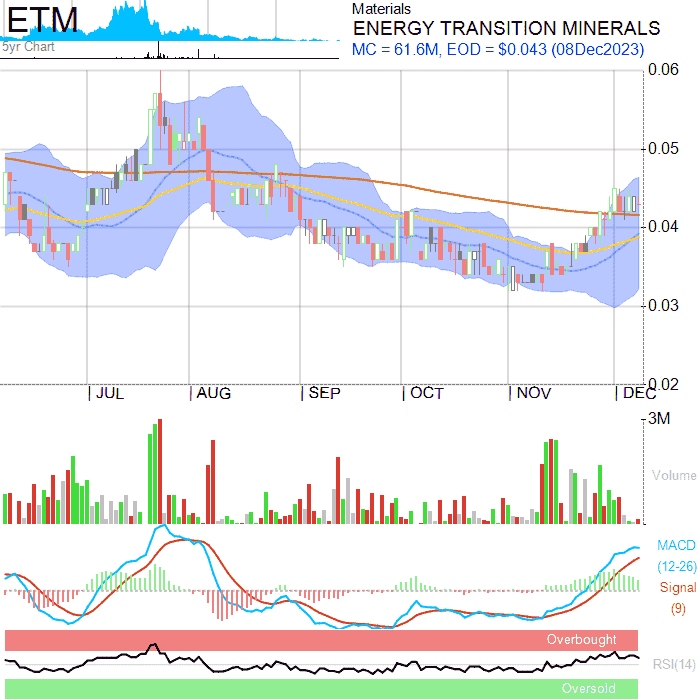 ETM
5yr Chart
Materials
ENERGY TRANSITION MINERALS
MC = 61.6M, EOD = $0.043 (08Dec2023)
0.06
0.05
0.04
0.03
0.02
JUL AUG SEP OCT NOV DEC
3M
Volume
MACD
(12-26)
Signal
(9)
Overbought
RSI(14)
Oversold